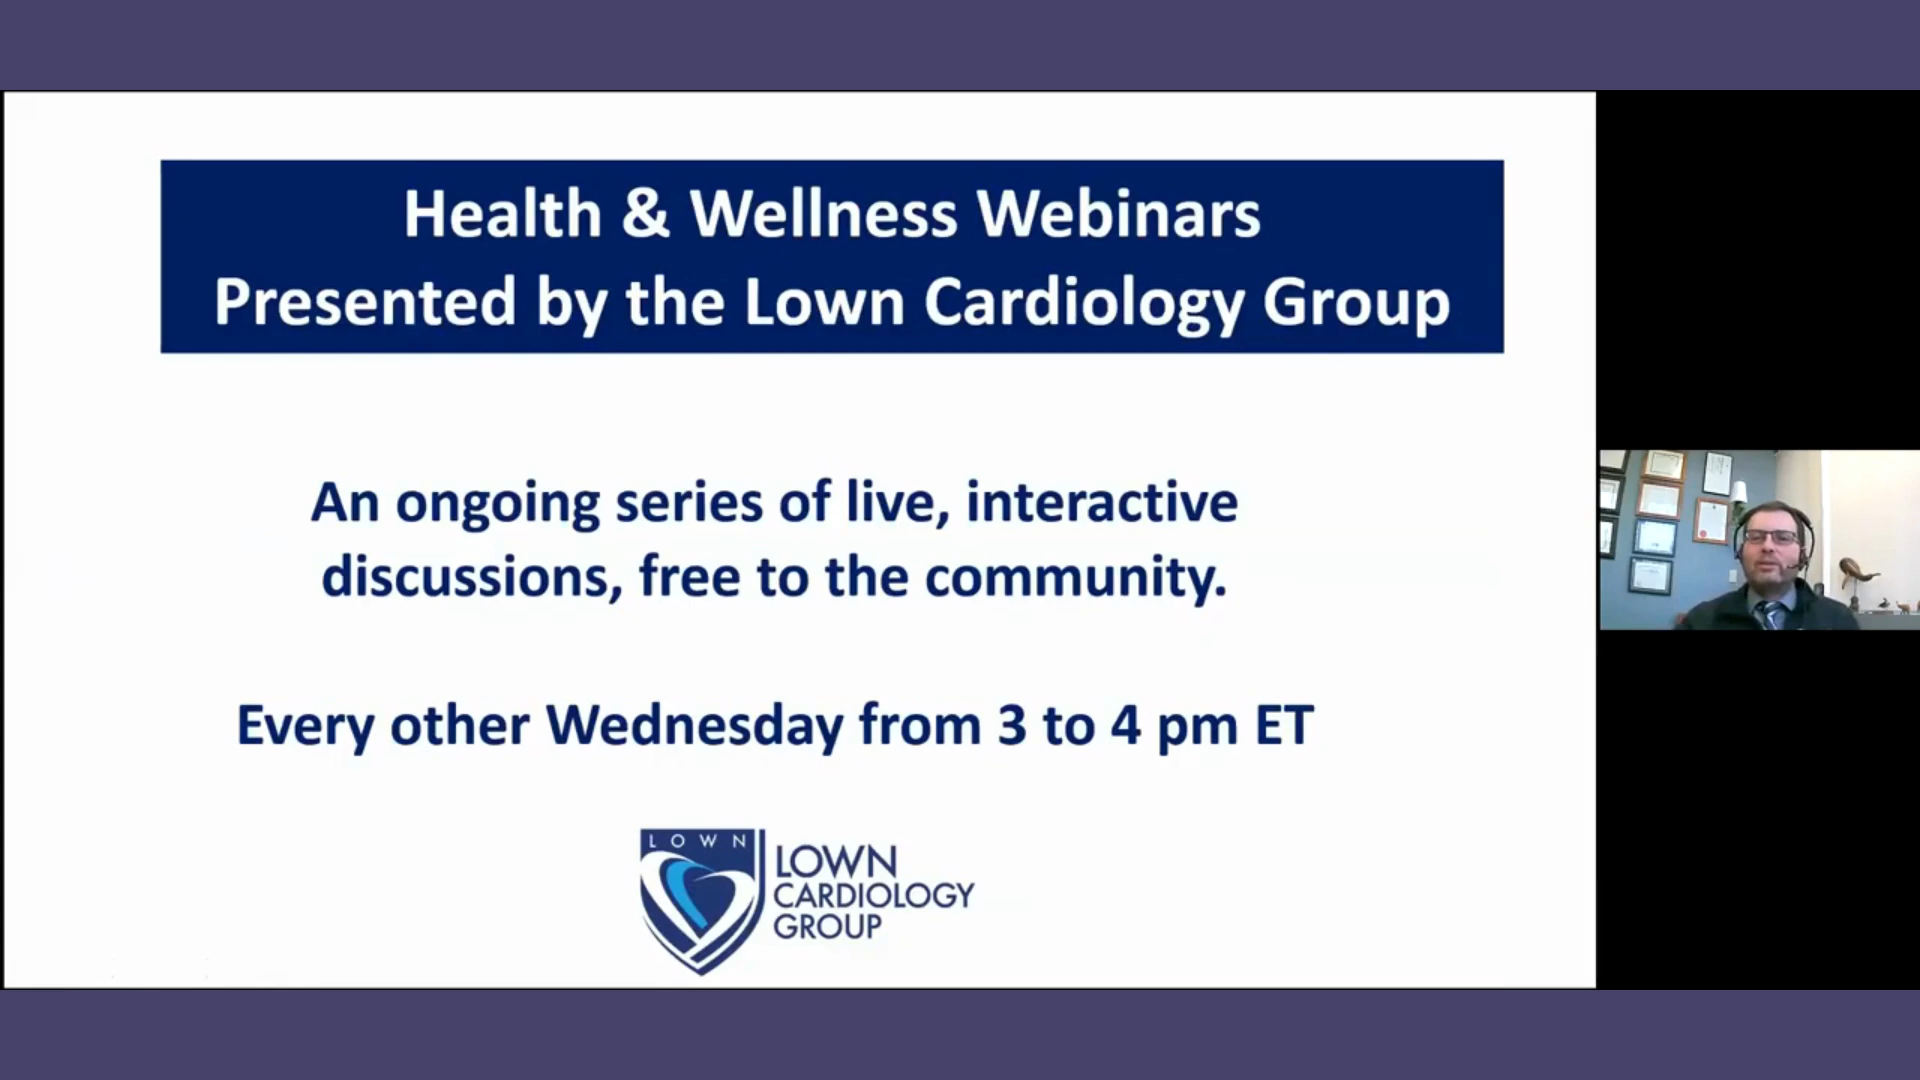 Health & Wellness Webinars
Presented by the Lown Cardiology Group
An ongoing series of live, interactive
discussions, free to the community.
Every other Wednesday from 3 to 4 pm ET
LOWN
LOWN
CARDIOLOGY
GROUP